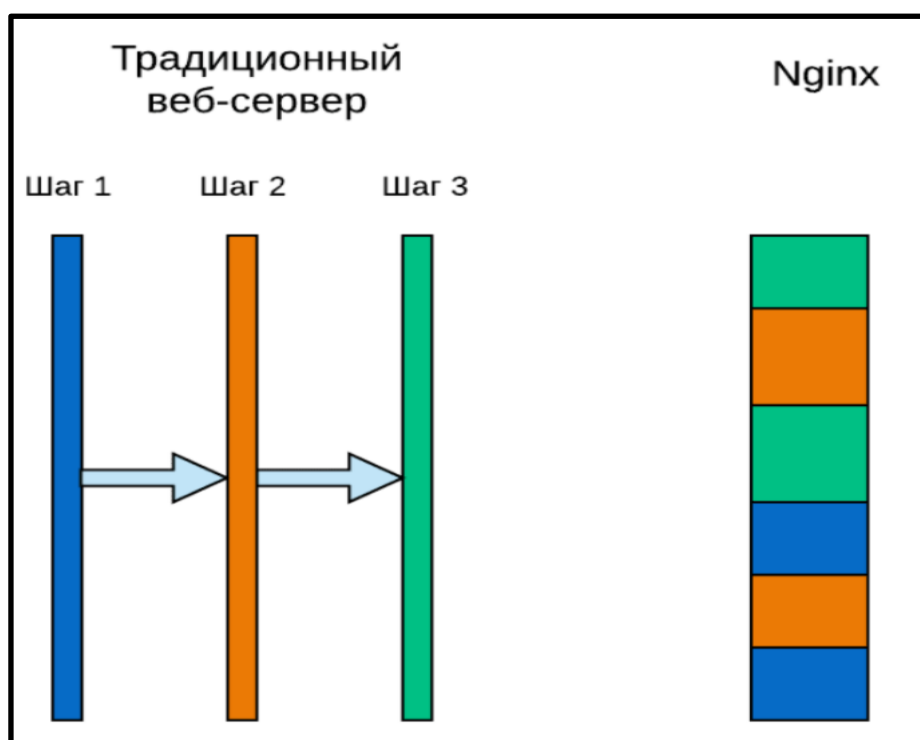 Традиционный
веб-сервер
Nginx
Шаг 1
Шаг 2
Шаг 3